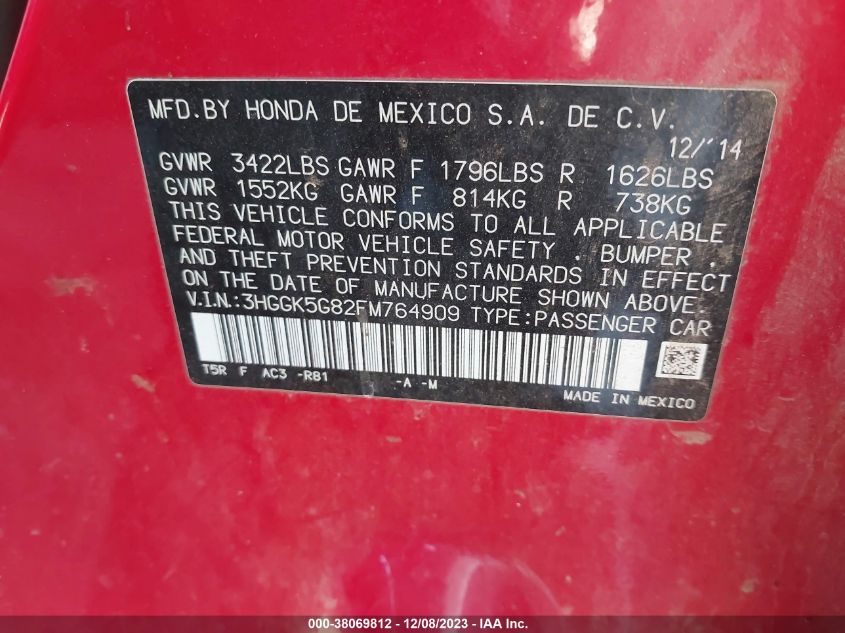 MFD.BY HONDA DE MEXICO S.A. DE C.V.
12/'14
GVWR 3422LBS GAWR F 1796LBS R 1626LBS
GVWR 1552KG GAWR F 814KG R 738KG
THIS VEHICLE CONFORMS TO ALL APPLICABLE
FEDERAL MOTOR VEHICLE SAFETY . BUMPER .
AND THEFT PREVENTION STANDARDS IN EFFECT
ON THE DATE OF MANUFACTURE SHOWN ABOVE.
V.I.N.:3HGGK5G82FM764909 TYPE:PASSENGER CAR
T5R F AC3 -R81 -A -M
MADE IN MEXICO
000-38069812 - 12/08/2023 - IAA Inc.